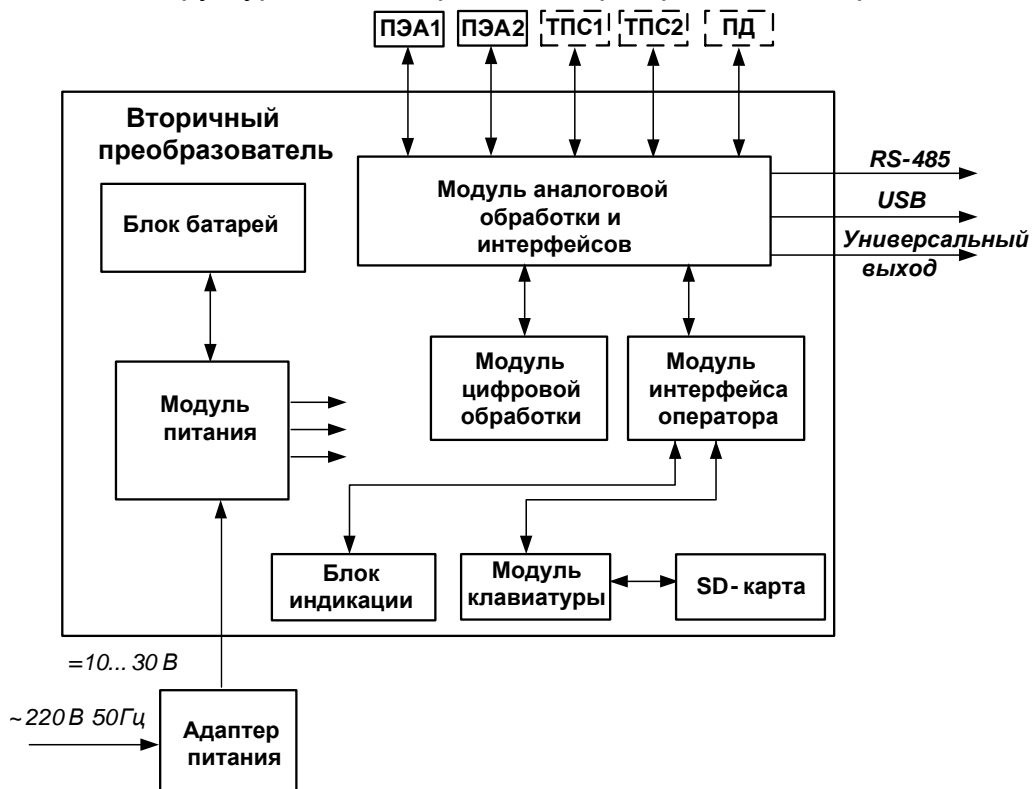 ПЭА1 ПЭА2 ТПС1 ТПС2 ПД
Вторичный
преобразователь
Модуль аналоговой
обработки и
интерфейсов
RS-485
USB
Универсальный
выход
Блок батарей
Модуль
питания
Модуль
цифровой
обработки
Модуль
интерфейса
оператора
Блок
индикации
Модуль
клавиатуры
SD- карта
=10... 30 В
~220 В 50Гц
Адаптер
питания